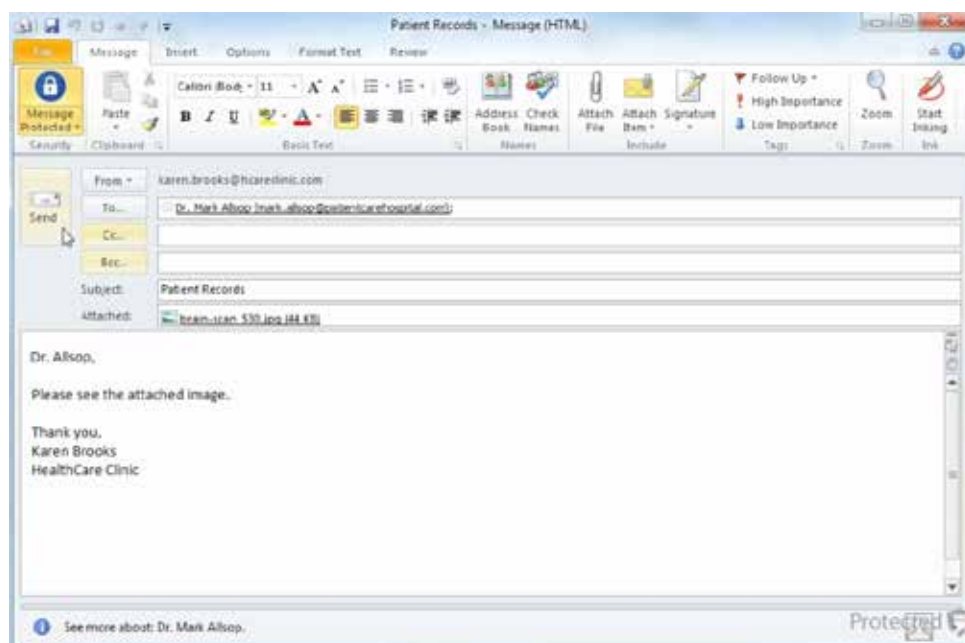 Patient Records - Message (HTML)
File Message Insert Options Format Text Review
Message Protected
Paste
Calibri (Body 11
B I U
Address Book
Check Names
Attach File
Attach Item
Signature
Follow Up
High Importance
Low Importance
Zoom
Start Inking
Security Clipboard Basic Text Names Include Tags Zoom Ink
Send
From karen.brooks@hcareclinic.com
To... Dr. Mark Allsop (mark.allsop@patientcarehospital.com);
Cc...
Bcc...
Subject: Patient Records
Attached: brain-scan_530.jpg (44 KB)
Dr. Allsop,
Please see the attached image.
Thank you,
Karen Brooks
HealthCare Clinic
See more about: Dr. Mark Allsop.
Protected